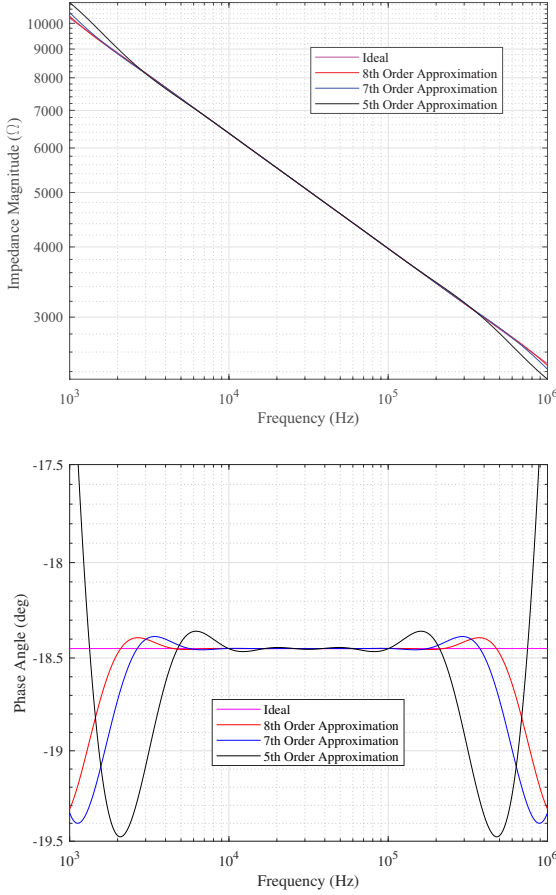 10000
9000
8000
7000
6000
5000
4000
3000
Impedance Magnitude (Ω)
Ideal
8th Order Approximation
7th Order Approximation
5th Order Approximation
10³ 10⁴ 10⁵ 10⁶
Frequency (Hz)
-17.5
-18
-18.5
-19
-19.5
Phase Angle (deg)
Ideal
8th Order Approximation
7th Order Approximation
5th Order Approximation
10³ 10⁴ 10⁵ 10⁶
Frequency (Hz)